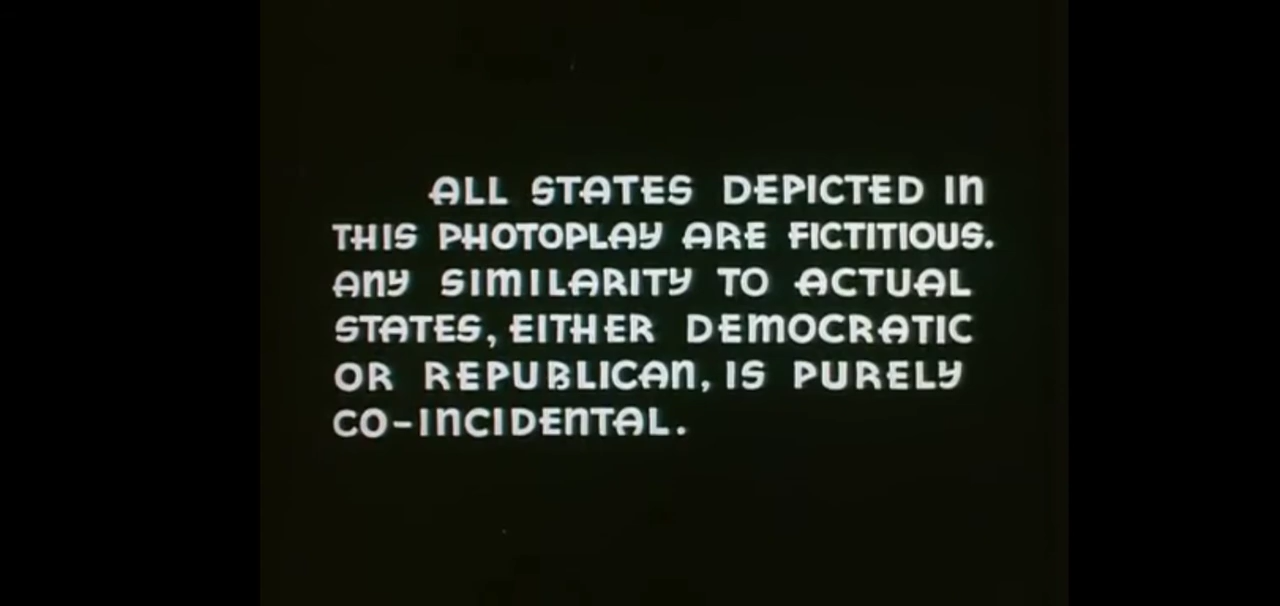 ALL STATES DEPICTED IN
THIS PHOTOPLAY ARE FICTITIOUS.
ANY SIMILARITY TO ACTUAL
STATES, EITHER DEMOCRATIC
OR REPUBLICAN, IS PURELY
CO-INCIDENTAL.